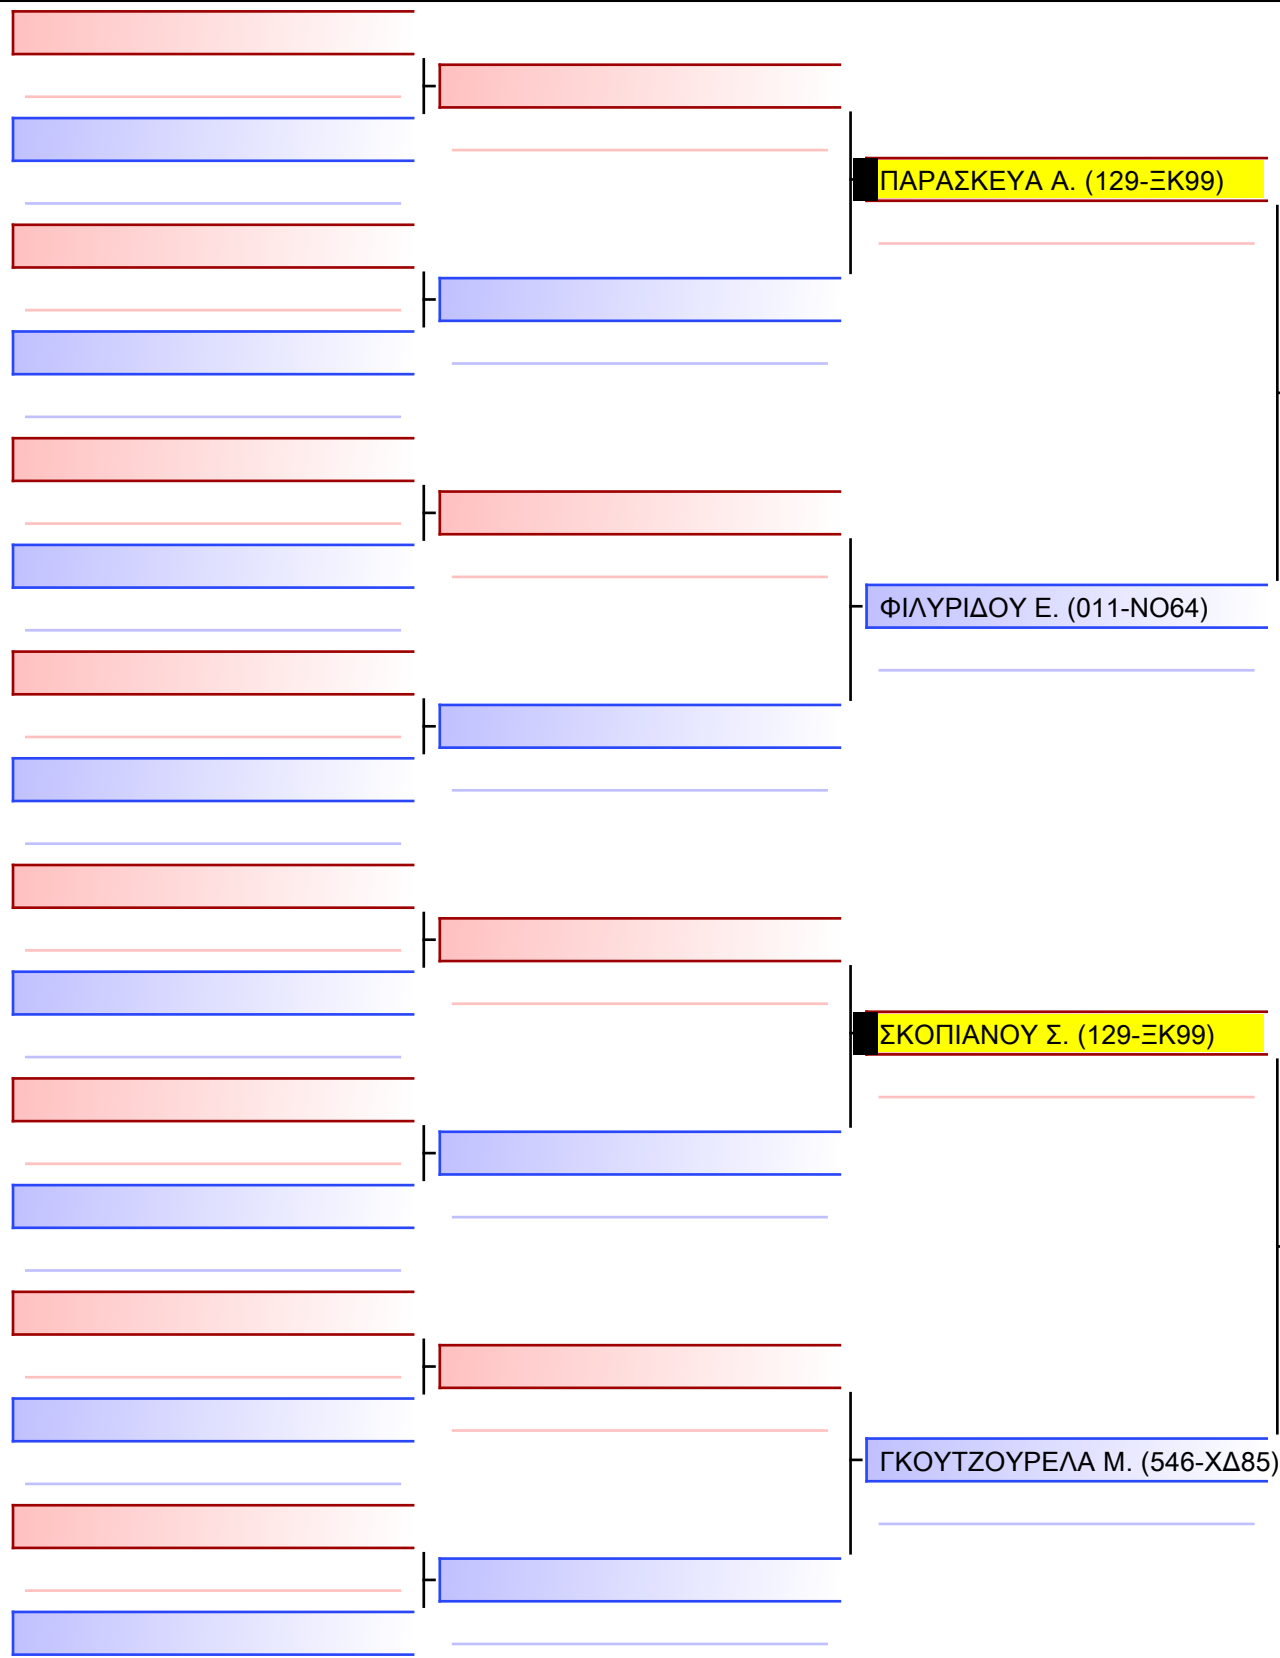 ΠΑΡΑΣΚΕΥΑ Α. (129-ΞΚ99)
ΦΙΛΥΡΙΔΟΥ Ε. (011-ΝΟ64)
ΣΚΟΠΙΑΝΟΥ Σ. (129-ΞΚ99)
ΓΚΟΥΤΖΟΥΡΕΛΑ Μ. (546-ΧΔ85)